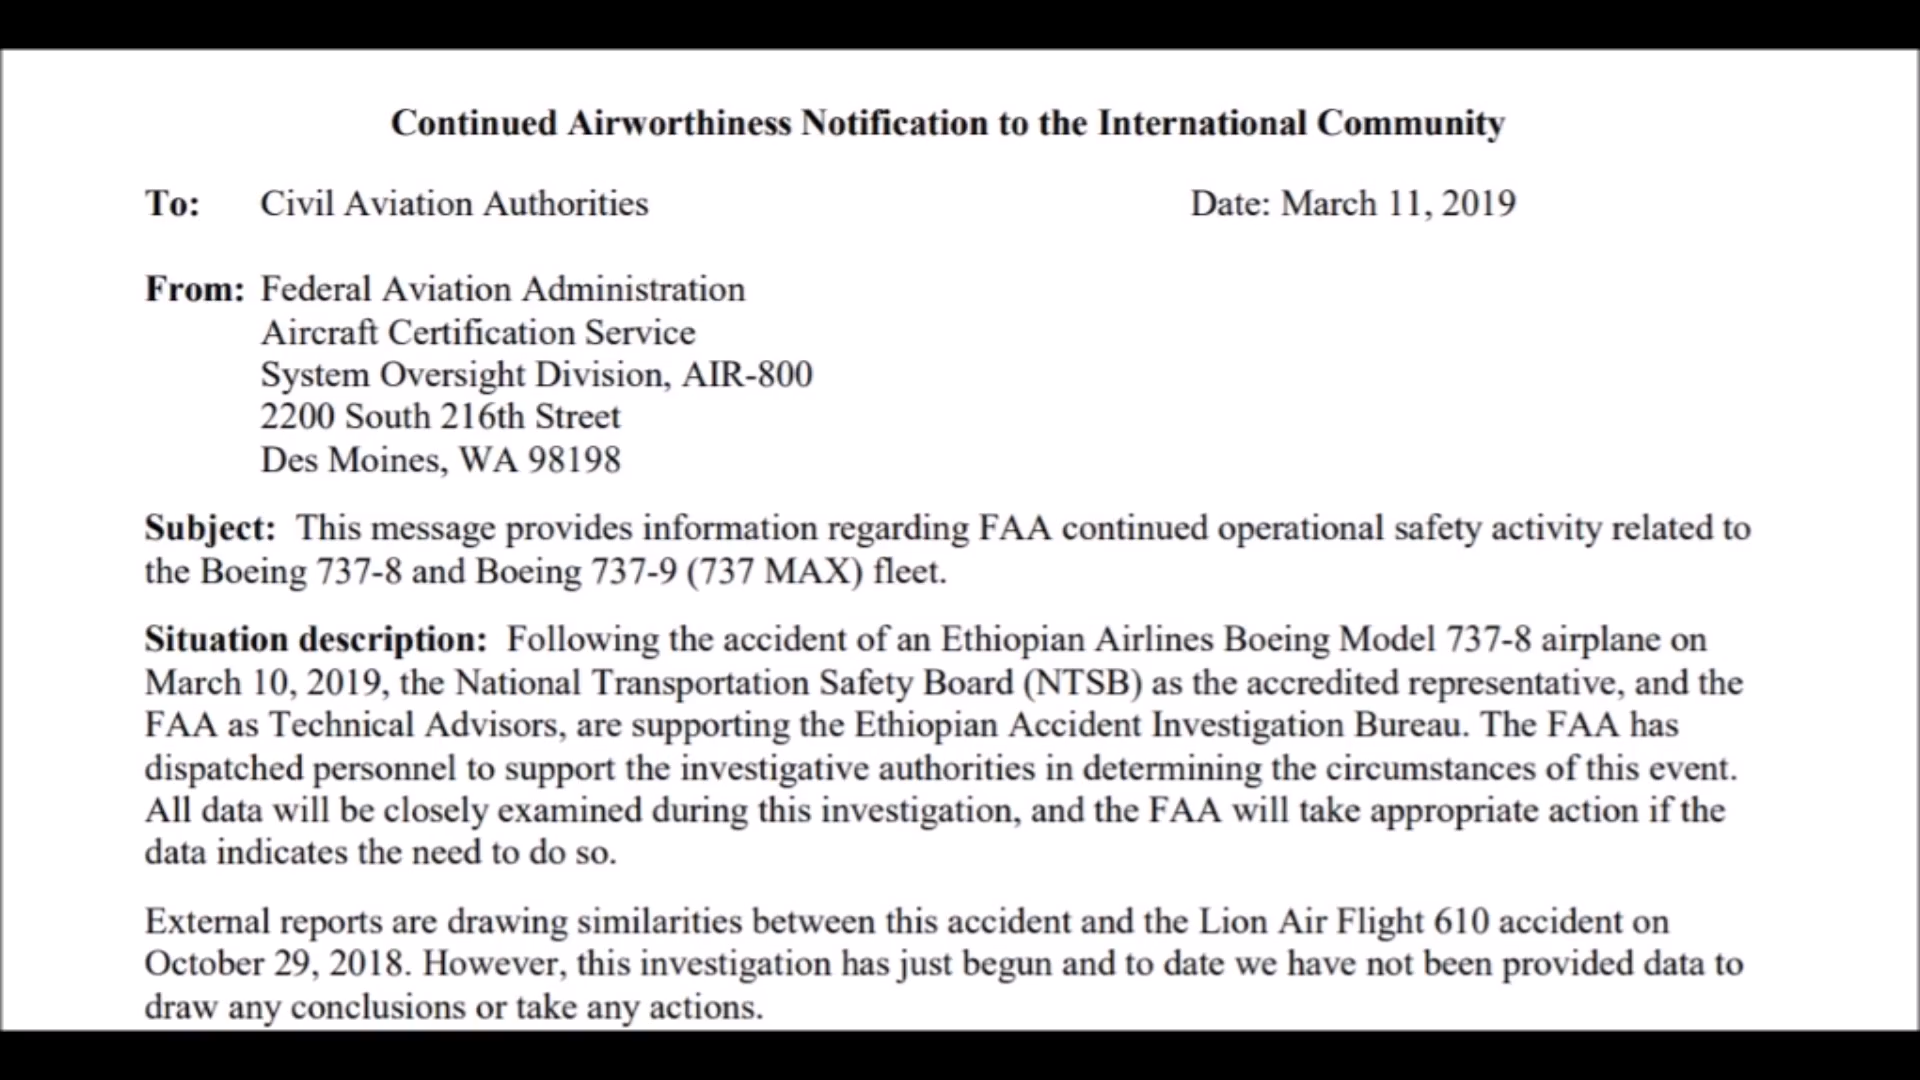 Continued Airworthiness Notification to the International Community
To: Civil Aviation Authorities Date: March 11, 2019
From: Federal Aviation Administration
Aircraft Certification Service
System Oversight Division, AIR-800
2200 South 216th Street
Des Moines, WA 98198
Subject: This message provides information regarding FAA continued operational safety activity related to
the Boeing 737-8 and Boeing 737-9 (737 MAX) fleet.
Situation description: Following the accident of an Ethiopian Airlines Boeing Model 737-8 airplane on
March 10, 2019, the National Transportation Safety Board (NTSB) as the accredited representative, and the
FAA as Technical Advisors, are supporting the Ethiopian Accident Investigation Bureau. The FAA has
dispatched personnel to support the investigative authorities in determining the circumstances of this event.
All data will be closely examined during this investigation, and the FAA will take appropriate action if the
data indicates the need to do so.
External reports are drawing similarities between this accident and the Lion Air Flight 610 accident on
October 29, 2018. However, this investigation has just begun and to date we have not been provided data to
draw any conclusions or take any actions.